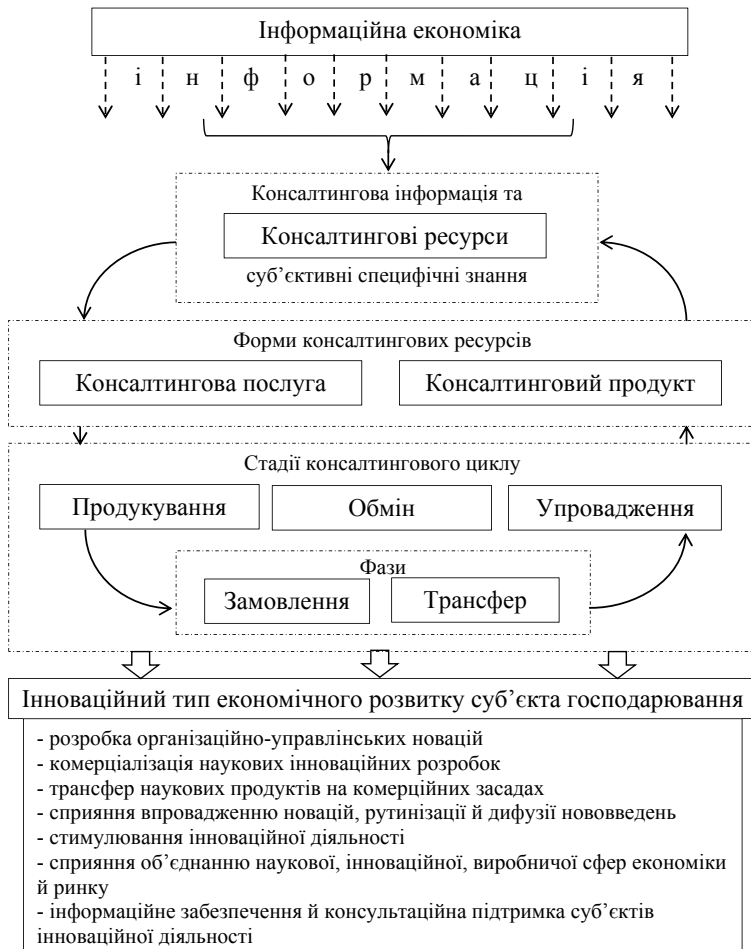 Інформаційна економіка
і н ф о р м а ц і я
Консалтингова інформація та
Консалтингові ресурси
суб’єктивні специфічні знання
Форми консалтингових ресурсів
Консалтингова послуга Консалтинговий продукт
Стадії консалтингового циклу
Продукування Обмін Упровадження
Фази
Замовлення Трансфер
Інноваційний тип економічного розвитку суб’єкта господарювання
- розробка організаційно-управлінських новацій
- комерціалізація наукових інноваційних розробок
- трансфер наукових продуктів на комерційних засадах
- сприяння впровадженню новацій, рутинізації й дифузії нововведень
- стимулювання інноваційної діяльності
- сприяння об’єднанню наукової, інноваційної, виробничої сфер економіки
й ринку
- інформаційне забезпечення й консультаційна підтримка суб’єктів
інноваційної діяльності